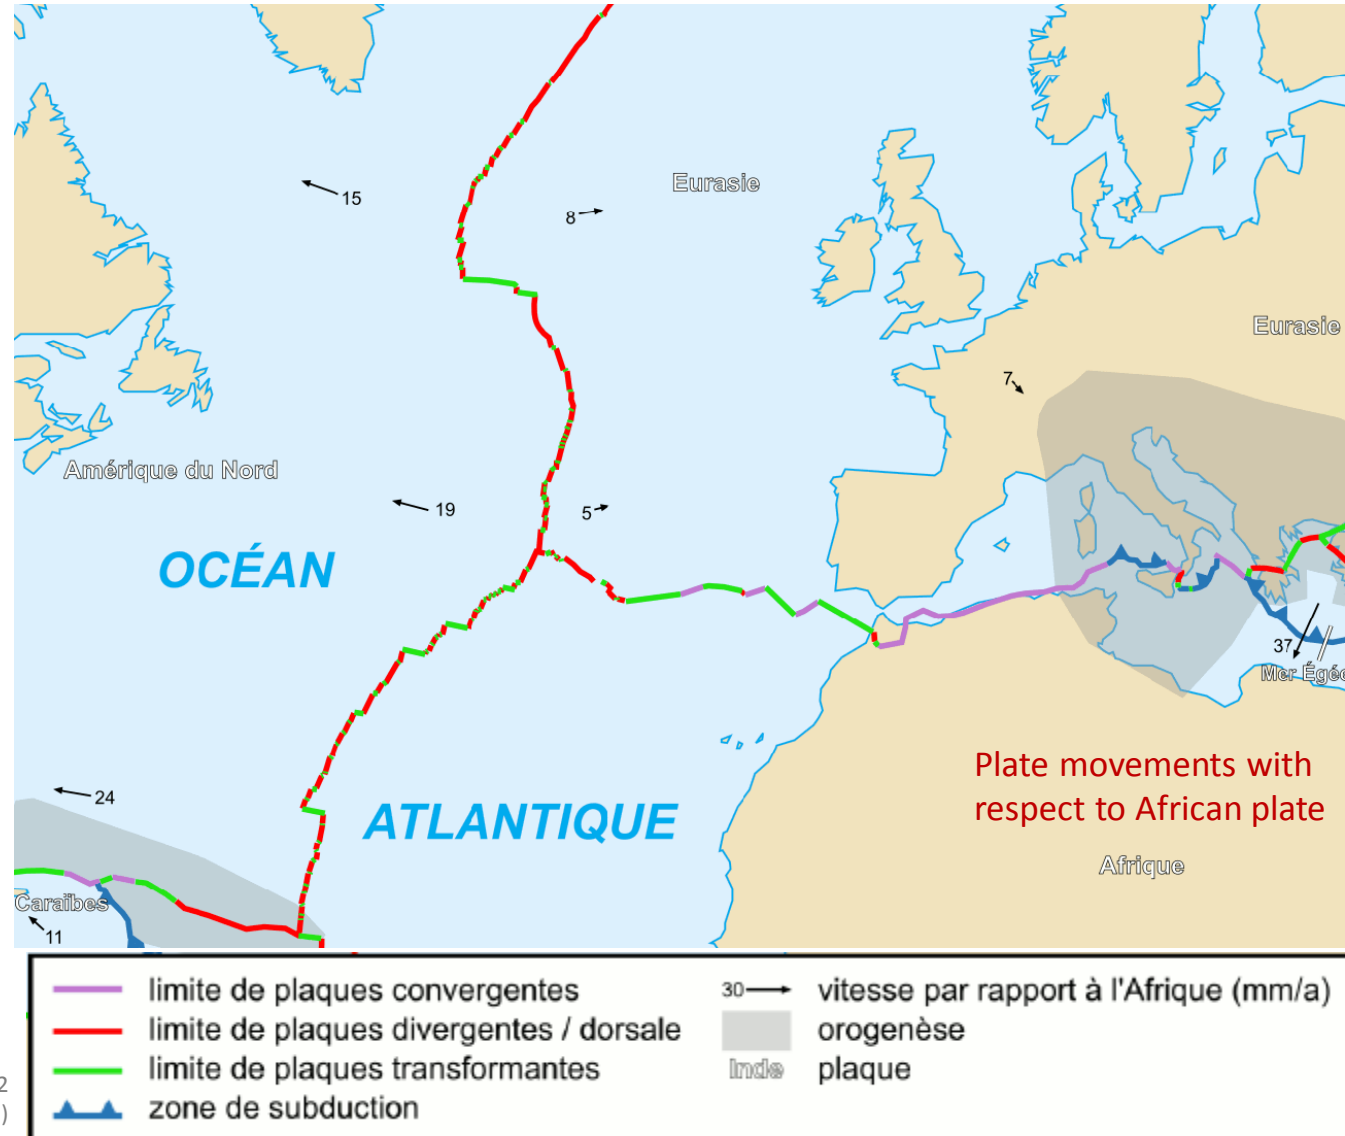 15
8
Eurasie
Eurasie
7
Amérique du Nord
19
5
OCÉAN
37
Mer Égée
Plate movements with
respect to African plate
24
ATLANTIQUE
Afrique
Caraïbes
11
limite de plaques convergentes
limite de plaques divergentes / dorsale
limite de plaques transformantes
zone de subduction
30 vitesse par rapport à l'Afrique (mm/a)
orogenèse
Inde plaque
2
)